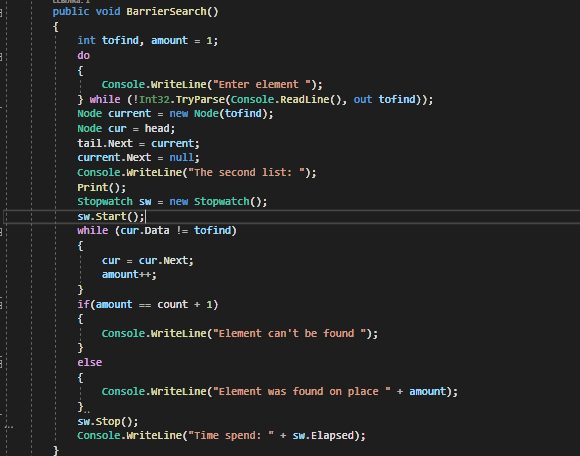 public void BarrierSearch()
{
int tofind, amount = 1;
do
{
Console.WriteLine("Enter element ");
} while (!Int32.TryParse(Console.ReadLine(), out tofind));
Node current = new Node(tofind);
Node cur = head;
tail.Next = current;
current.Next = null;
Console.WriteLine("The second list: ");
Print();
Stopwatch sw = new Stopwatch();
sw.Start();
while (cur.Data != tofind)
{
cur = cur.Next;
amount++;
}
if(amount == count + 1)
{
Console.WriteLine("Element can't be found ");
}
else
{
Console.WriteLine("Element was found on place " + amount);
}
sw.Stop();
Console.WriteLine("Time spend: " + sw.Elapsed);
}